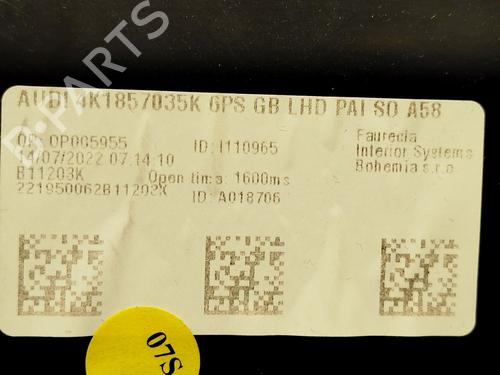 AUDI 4K1857035K 6PS GB LHD PAI SO A58
OP: OP005955 ID: I110965 Faurecia
14/07/2022 07:14:10 Interior Systems
B11203K Open time: 1600ms Bohemia s.r.o
221950062B11203K ID: A018706
07S